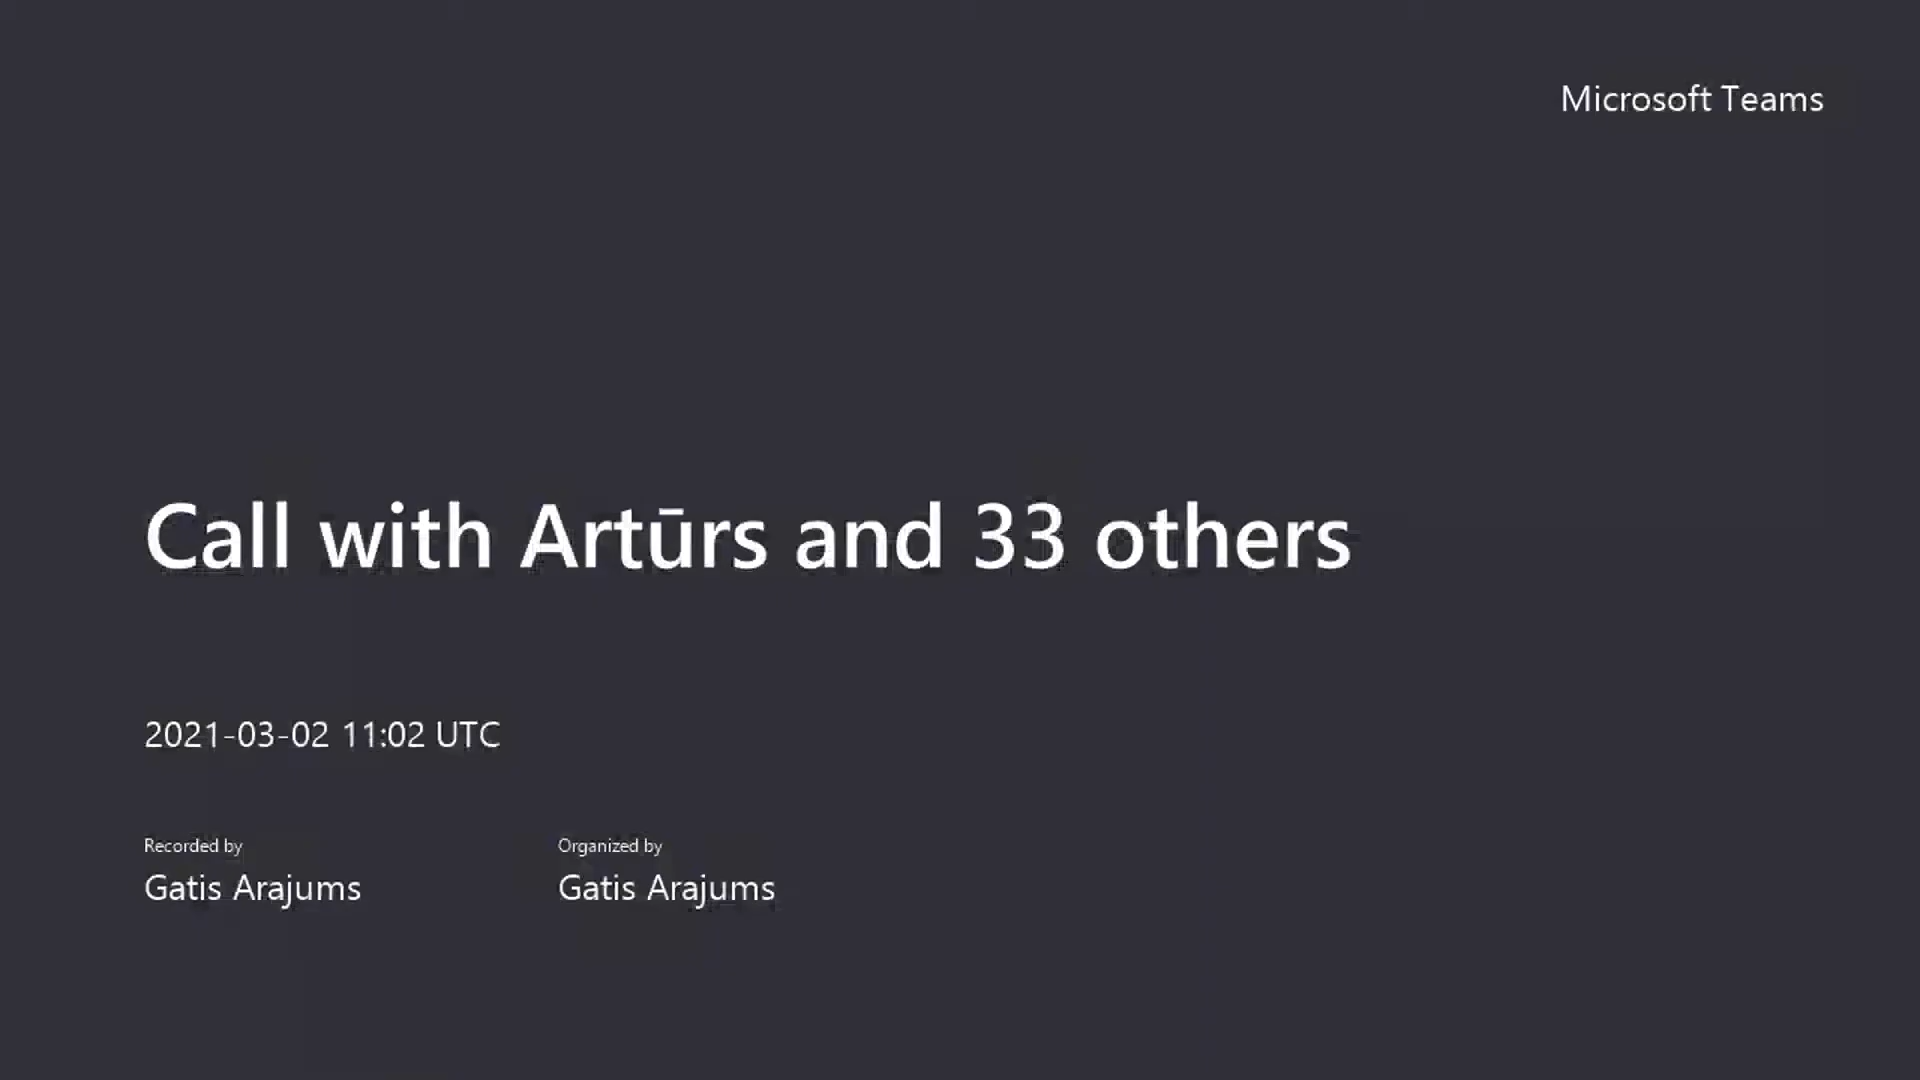 Microsoft Teams
Call with Artūrs and 33 others
2021-03-02 11:02 UTC
Recorded by
Gatis Arajums
Organized by
Gatis Arajums